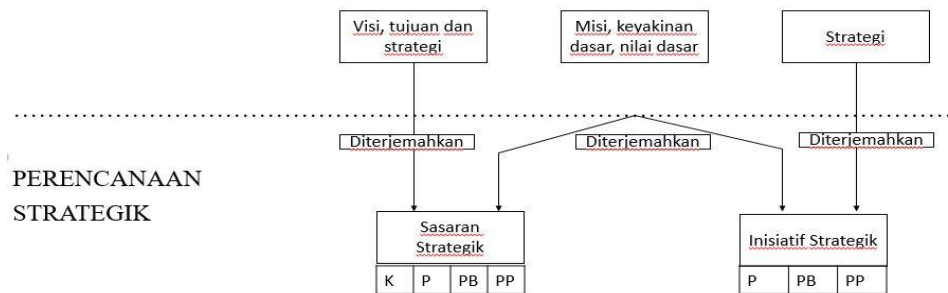 Visi, tujuan dan
strategi
Misi, keyakinan
dasar, nilai dasar
Strategi
Diterjemahkan
Diterjemahkan
Diterjemahkan
PERENCANAAN
STRATEGIK
Sasaran
Strategik
Inisiatif Strategik
K P PB PP
P PB PP